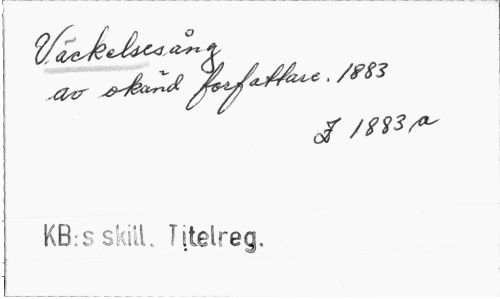 Väckelsesång
av okänd författare. 1883
F 1883 a
KB:s skill. Titelreg.